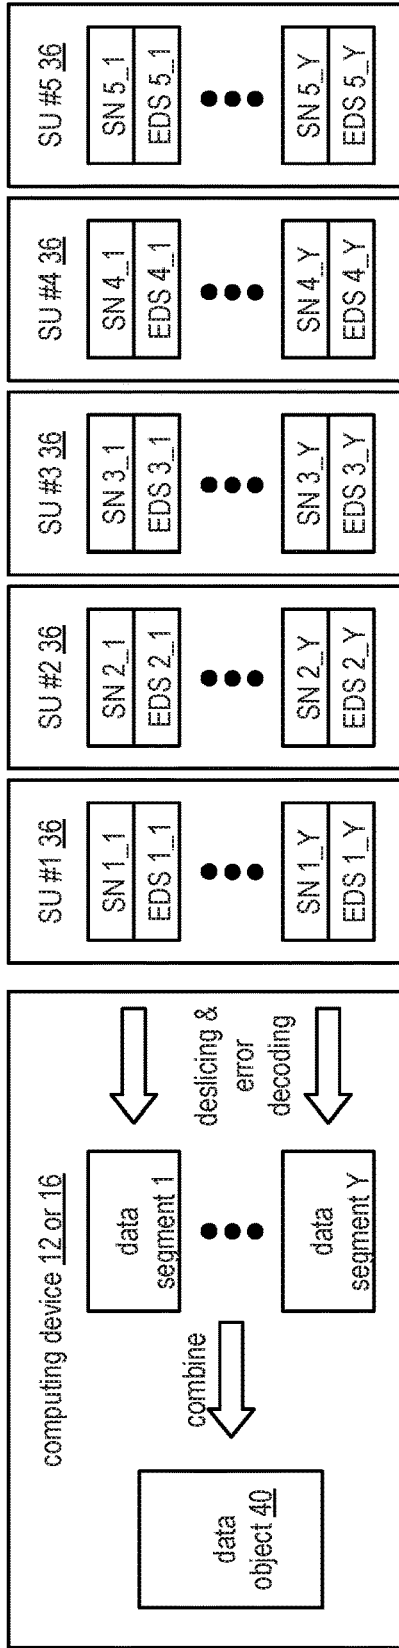 computing device 12 or 16
data
object 40
combine
data
segment 1
data
segment Y
deslicing &
error
decoding
SU #1 36
SN 1_1
EDS 1_1
SN 1_Y
EDS 1_Y
SU #2 36
SN 2_1
EDS 2_1
SN 2_Y
EDS 2_Y
SU #3 36
SN 3_1
EDS 3_1
SN 3_Y
EDS 3_Y
SU #4 36
SN 4_1
EDS 4_1
SN 4_Y
EDS 4_Y
SU #5 36
SN 5_1
EDS 5_1
SN 5_Y
EDS 5_Y